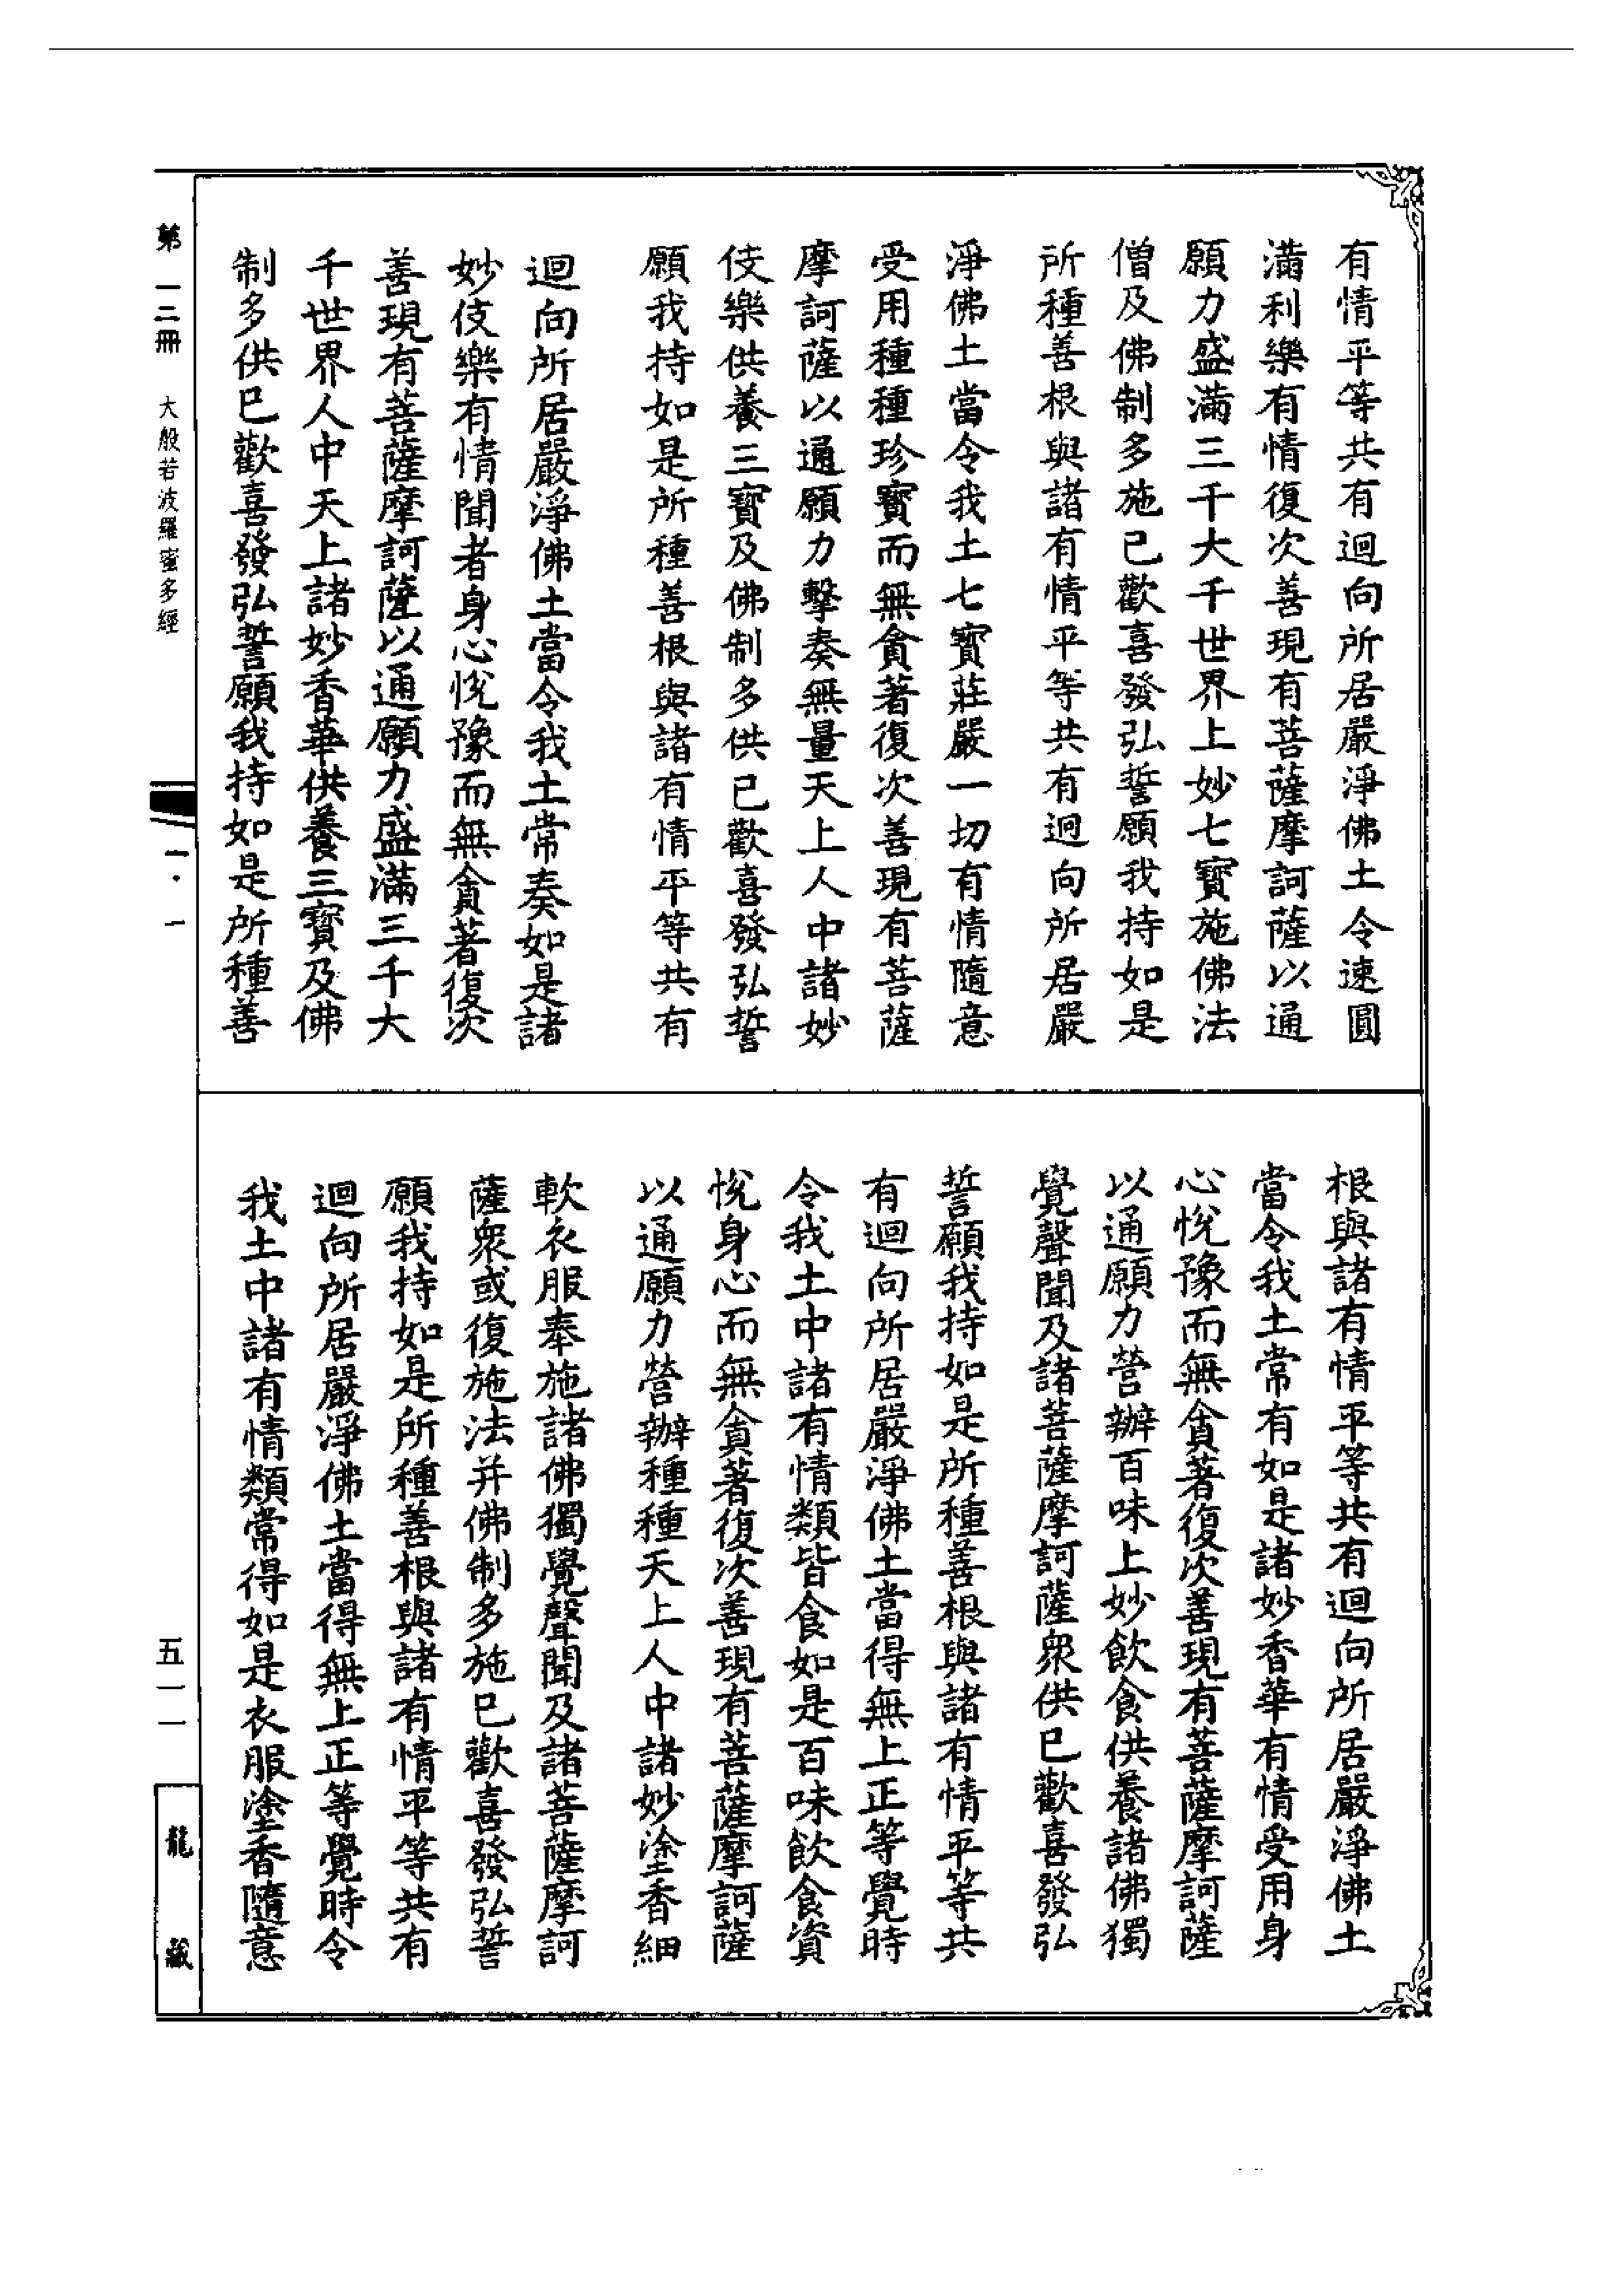 有情平等共有迴向所居嚴淨佛土令速圓
滿利樂有情復次善現有菩薩摩訶薩以通
願力盛滿三千大千世界上妙七寶施佛法
僧及佛制多施已歡喜發弘誓願我持如是
所種善根與諸有情平等共有迴向所居嚴
淨佛土當令我土七寶莊嚴一切有情隨意
受用種種珍寶而無貪著復次善現有菩薩
摩訶薩以通願力擊奏無量天上人中諸妙
伎樂供養三寶及佛制多供已歡喜發弘誓
願我持如是所種善根與諸有情平等共有
迴向所居嚴淨佛土當令我土常奏如是諸
妙伎樂有情聞者身心悅豫而無貪著復次
善現有菩薩摩訶薩以通願力盛滿三千大
千世界人中天上諸妙香華供養三寶及佛
制多供已歡喜發弘誓願我持如是所種善
根與諸有情平等共有迴向所居嚴淨佛土
當令我土常有如是諸妙香華有情受用身
心悅豫而無貪著復次善現有菩薩摩訶薩
以通願力營辦百味上妙飲食供養諸佛獨
覺聲聞及諸菩薩摩訶薩衆供已歡喜發弘
誓願我持如是所種善根與諸有情平等共
有迴向所居嚴淨佛土當得無上正等覺時
令我土中諸有情類皆食如是百味飲食資
悅身心而無貪著復次善現有菩薩摩訶薩
以通願力營辦種種天上人中諸妙塗香細
軟衣服奉施諸佛獨覺聲聞及諸菩薩摩訶
薩衆或復施法并佛制多施已歡喜發弘誓
願我持如是所種善根與諸有情平等共有
迴向所居嚴淨佛土當得無上正等覺時令
我土中諸有情類常得如是衣服塗香隨意
第一三冊 大般若波羅蜜多經 一·一 五一一 龍藏